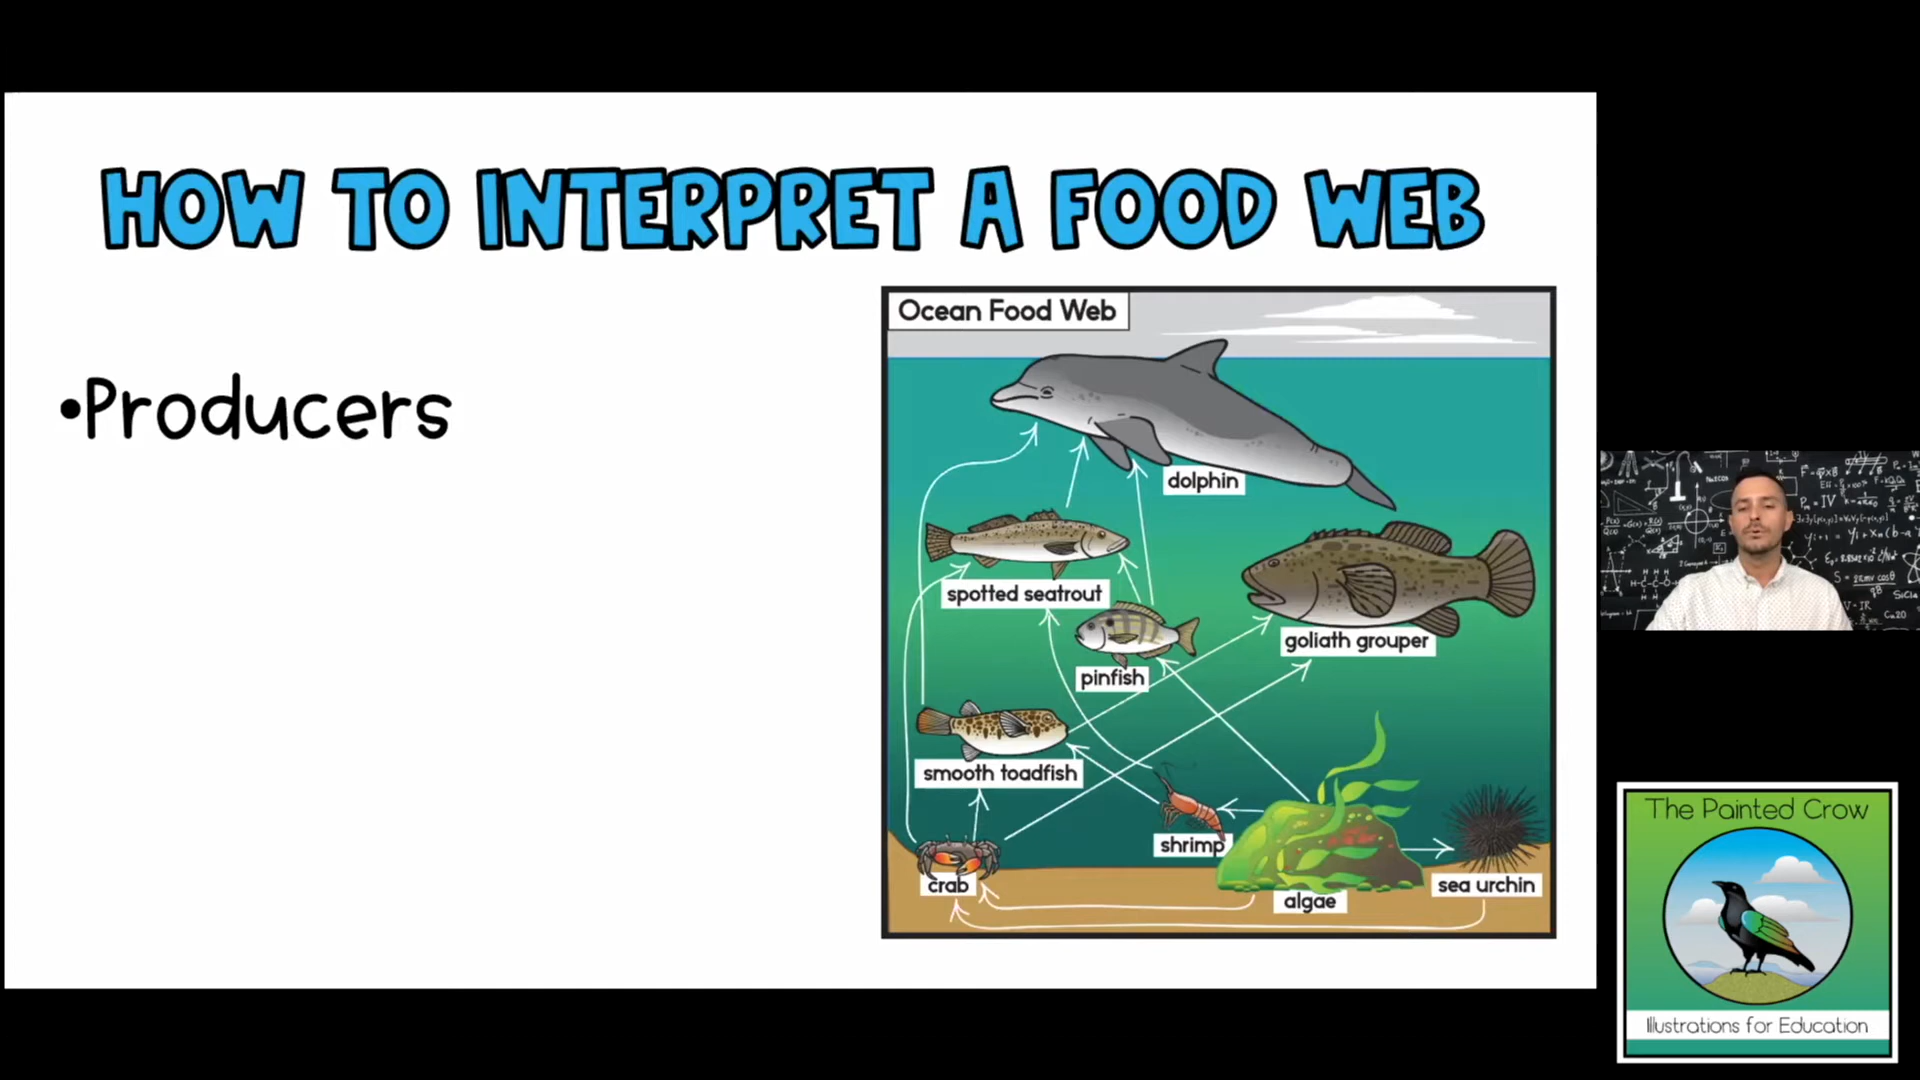 HOW TO INTERPRET A FOOD WEB
•Producers
Ocean Food Web
dolphin
spotted seatrout
goliath grouper
pinfish
smooth toadfish
shrimp
crab
algae
sea urchin
The Painted Crow
Illustrations for Education